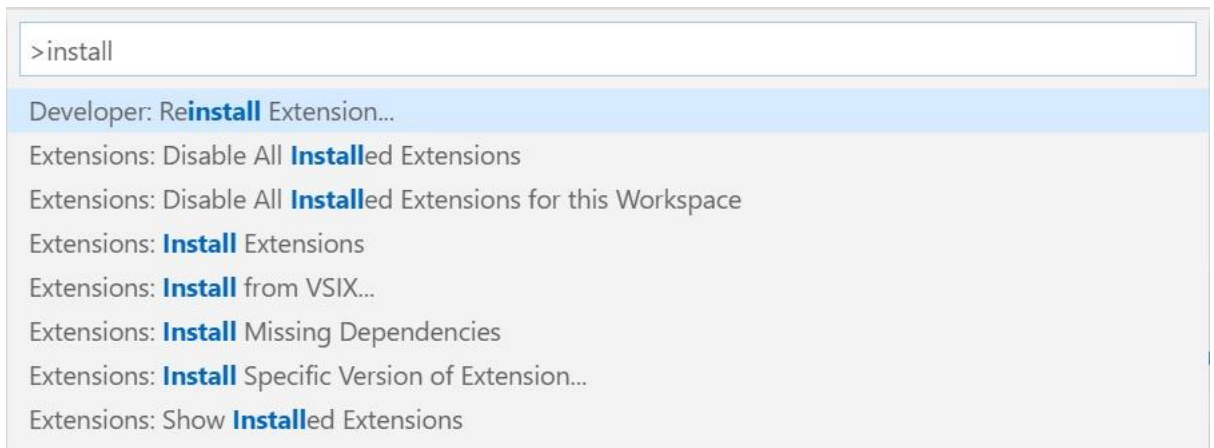 >install
Developer: Reinstall Extension...
Extensions: Disable All Installed Extensions
Extensions: Disable All Installed Extensions for this Workspace
Extensions: Install Extensions
Extensions: Install from VSIX...
Extensions: Install Missing Dependencies
Extensions: Install Specific Version of Extension...
Extensions: Show Installed Extensions